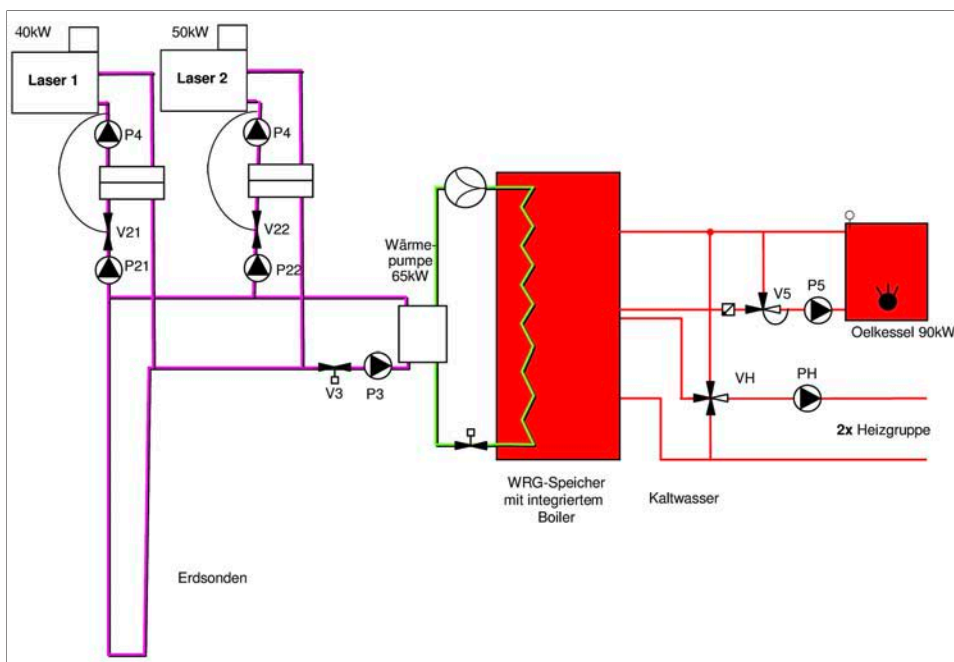 40kW
50kW
Laser 1
Laser 2
P4
P4
V21
V22
P21
P22
Wärme-
pumpe
65kW
V3
P3
V5
P5
Oelkessel 90kW
VH
PH
2x Heizgruppe
WRG-Speicher
mit integriertem
Boiler
Kaltwasser
Erdsonden